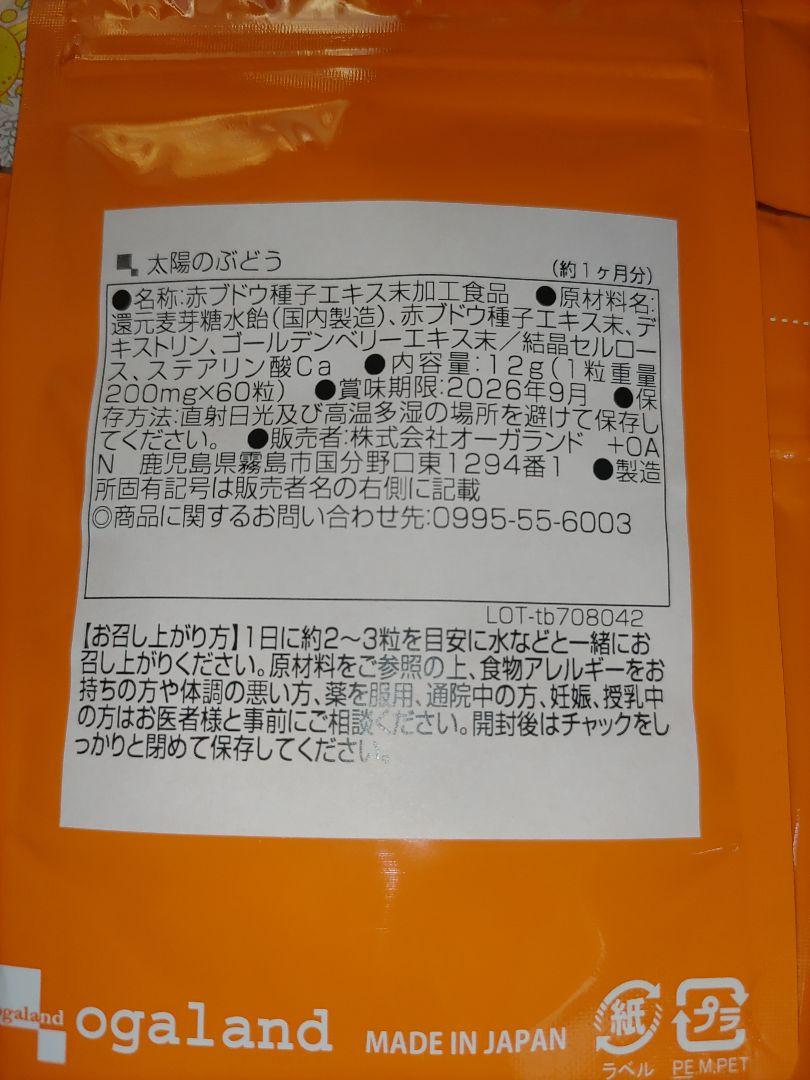 太陽のぶどう
(約1ヶ月分)
●名称:赤ブドウ種子エキス末加工食品 ●原材料名:
還元麦芽糖水飴(国内製造)、赤ブドウ種子エキス末、デ
キストリン、ゴールデンベリーエキス末/結晶セルロー
ス、ステアリン酸Ca ●内容量:12g(1粒重量
200mg×60粒) ●賞味期限:2026年9月 ●保
存方法:直射日光及び高温多湿の場所を避けて保存し
てください。 ●販売者:株式会社オーガランド +OA
N 鹿児島県霧島市国分野口東1294番1 ●製造
所固有記号は販売者名の右側に記載
◎商品に関するお問い合わせ先:0995-55-6003
LOT-tb708042
【お召し上がり方】1日に約2～3粒を目安に水などと一緒にお
召し上がりください。原材料をご参照の上、食物アレルギーをお
持ちの方や体調の悪い方、薬を服用、通院中の方、妊娠、授乳中
の方はお医者様と事前にご相談ください。開封後はチャックをし
っかりと閉めて保存してください。
ogaland
ogaland
MADE IN JAPAN
紙
ラベル
プラ
PE.M.PET